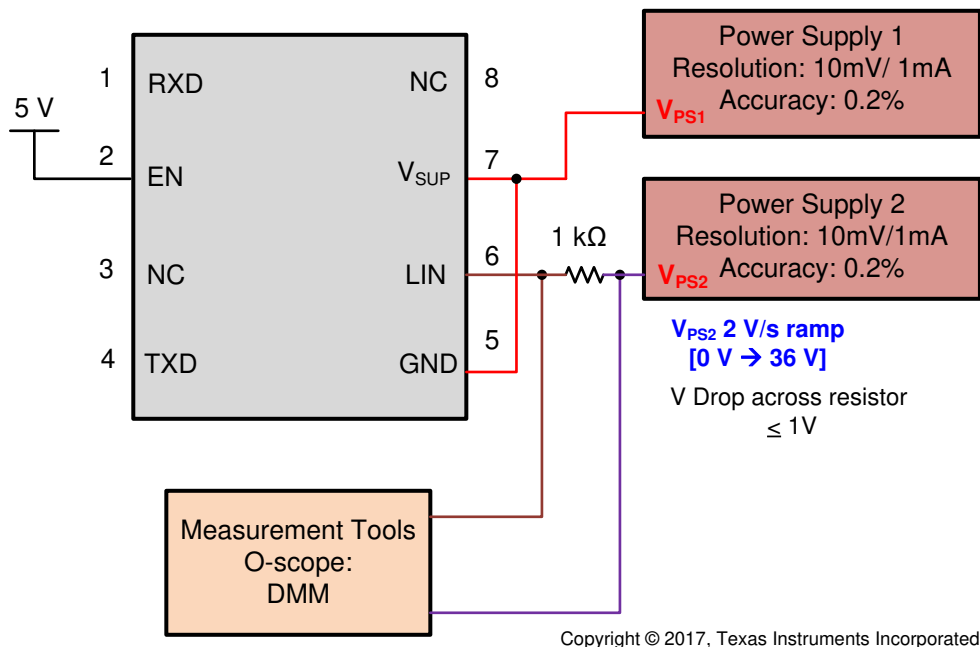 5 V
1
RXD
2
EN
3
NC
4
TXD
NC
8
VSUP
7
LIN
6
GND
5
1 kΩ
Power Supply 1
Resolution: 10mV/ 1mA
Accuracy: 0.2%
VPS1
Power Supply 2
Resolution: 10mV/1mA
Accuracy: 0.2%
VPS2
VPS2 2 V/s ramp
[0 V → 36 V]
V Drop across resistor
≤ 1V
Measurement Tools
O-scope:
DMM
Copyright © 2017, Texas Instruments Incorporated